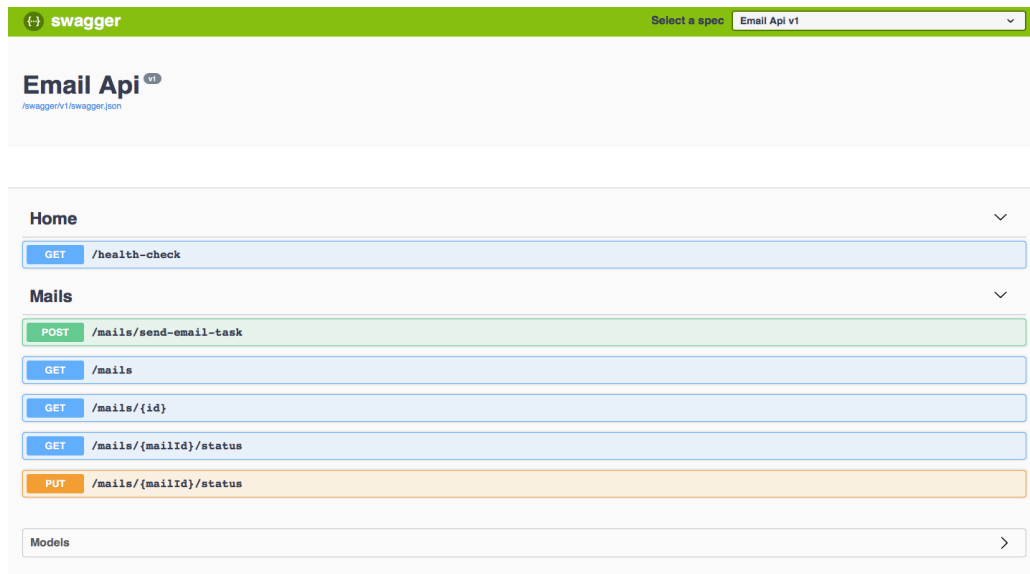 swagger
Select a spec Email Api v1
Email Api v1
/swagger/v1/swagger.json
Home
GET /health-check
Mails
POST /mails/send-email-task
GET /mails
GET /mails/{id}
GET /mails/{mailId}/status
PUT /mails/{mailId}/status
Models